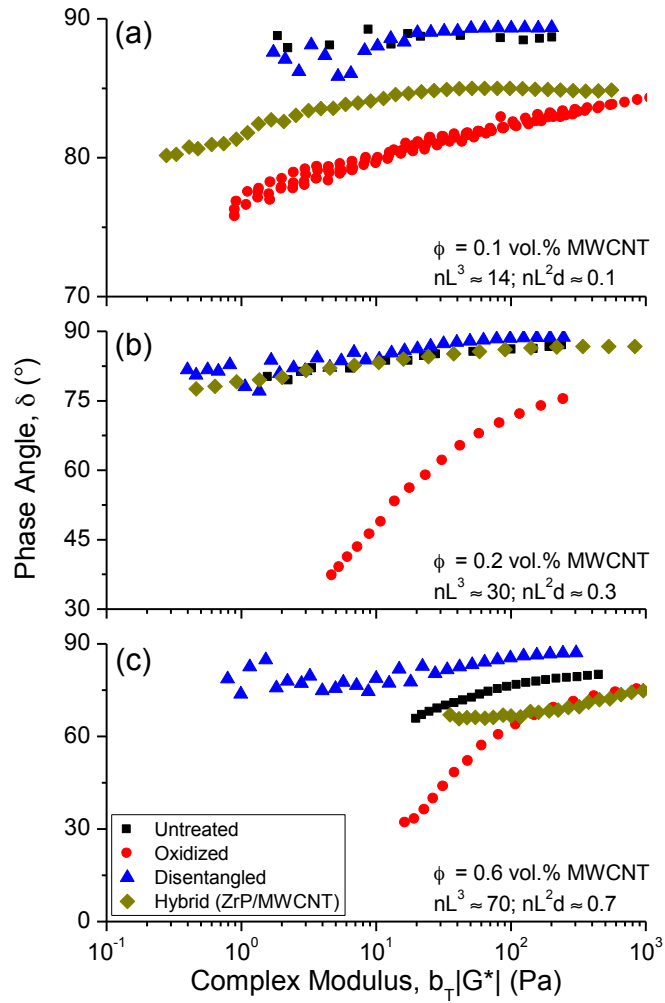 (a)
90
80
70
ϕ = 0.1 vol.% MWCNT
nL³ ≈ 14; nL²d ≈ 0.1
(b)
90
75
60
45
30
ϕ = 0.2 vol.% MWCNT
nL³ ≈ 30; nL²d ≈ 0.3
Phase Angle, δ (°)
(c)
90
60
30
0
Untreated
Oxidized
Disentangled
Hybrid (ZrP/MWCNT)
ϕ = 0.6 vol.% MWCNT
nL³ ≈ 70; nL²d ≈ 0.7
10⁻¹ 10⁰ 10¹ 10² 10³
Complex Modulus, b_T|G*| (Pa)